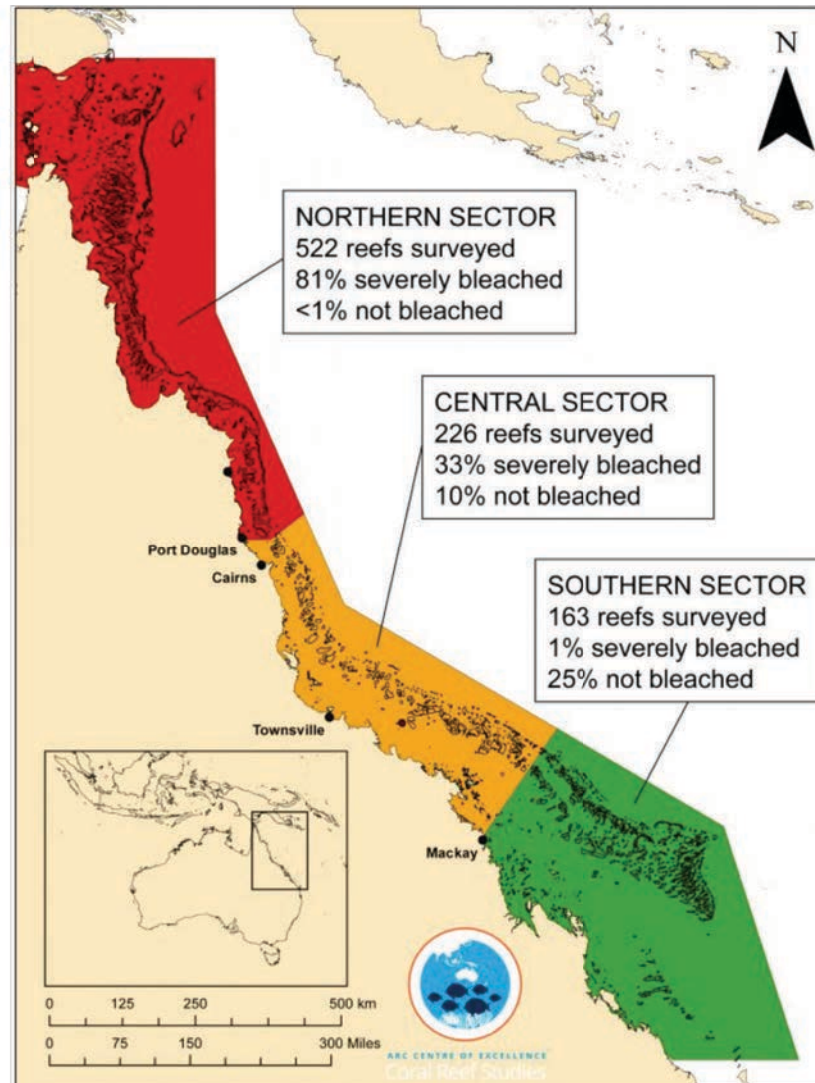 N
NORTHERN SECTOR
522 reefs surveyed
81% severely bleached
<1% not bleached
CENTRAL SECTOR
226 reefs surveyed
33% severely bleached
10% not bleached
SOUTHERN SECTOR
163 reefs surveyed
1% severely bleached
25% not bleached
Port Douglas
Cairns
Townsville
Mackay
0 125 250 500 km
0 75 150 300 Miles
ARC CENTRE OF EXCELLENCE
Coral Reef Studies